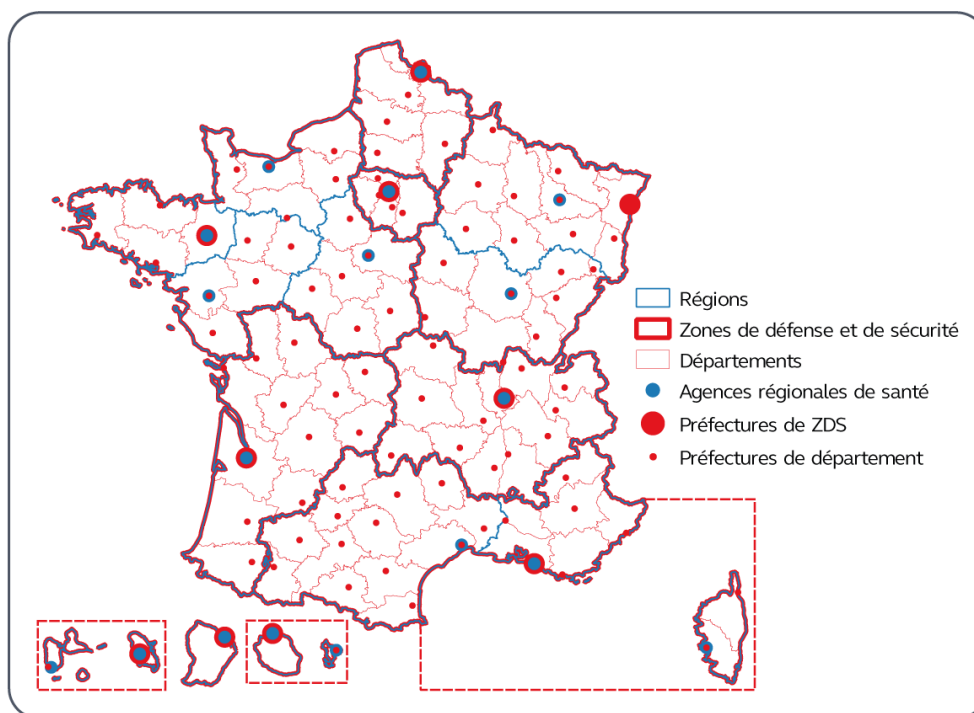 Régions
Zones de défense et de sécurité
Départements
Agences régionales de santé
Préfectures de ZDS
Préfectures de département